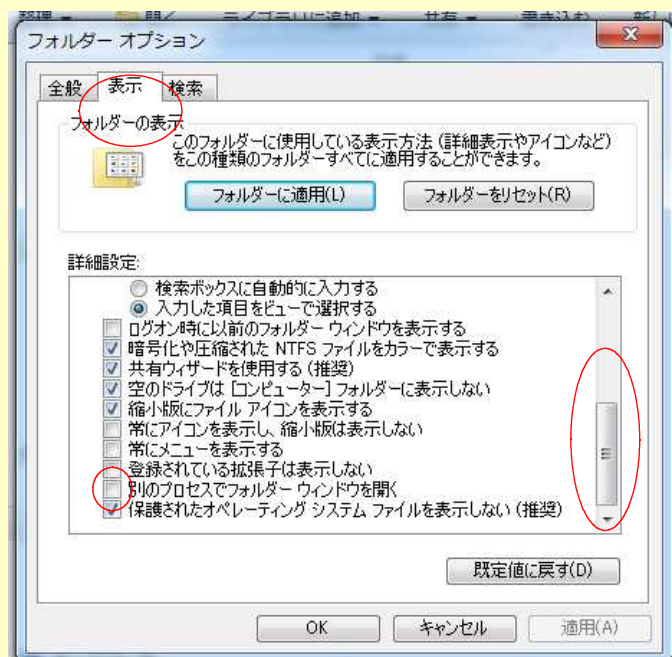 フォルダー オプション
全般 表示 検索
フォルダーの表示
このフォルダーに使用している表示方法(詳細表示やアイコンなど)
をこの種類のフォルダーすべてに適用することができます。
フォルダーに適用(L) フォルダーをリセット(R)
詳細設定:
検索ボックスに自動的に入力する
入力した項目をビューで選択する
ログオン時に以前のフォルダー ウィンドウを表示する
暗号化や圧縮された NTFS ファイルをカラーで表示する
共有ウィザードを使用する (推奨)
空のドライブは [コンピューター] フォルダーに表示しない
縮小版にファイル アイコンを表示する
常にアイコンを表示し、縮小版は表示しない
常にメニューを表示する
登録されている拡張子は表示しない
別のプロセスでフォルダー ウィンドウを開く
保護されたオペレーティング システム ファイルを表示しない (推奨)
既定値に戻す(D)
OK キャンセル 適用(A)